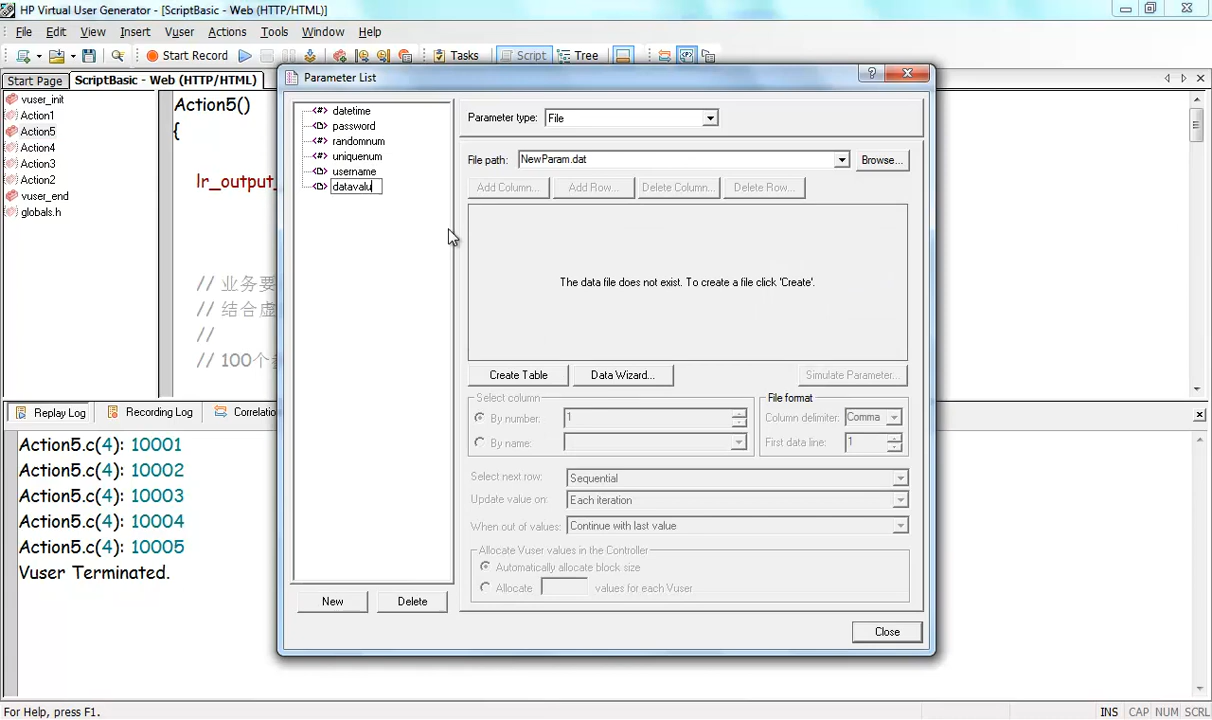 HP Virtual User Generator - [ScriptBasic - Web (HTTP/HTML)]
File Edit View Insert Vuser Actions Tools Window Help
Start Record Tasks Script Tree
Start Page ScriptBasic - Web (HTTP/HTML)
vuser_init
Action1
Action5
Action4
Action3
Action2
vuser_end
globals.h
Action5()
{
lr_output_
// 业务要
// 结合虚
//
// 100个
Parameter List
datetime
password
randomnum
uniquenum
username
datavalu
New Delete
Parameter type: File
File path: NewParam.dat Browse...
Add Column... Add Row... Delete Column... Delete Row...
The data file does not exist. To create a file click 'Create'.
Create Table Data Wizard... Simulate Parameter...
Select column
By number: 1
By name:
File format
Column delimiter: Comma
First data line: 1
Select next row: Sequential
Update value on: Each iteration
When out of values: Continue with last value
Allocate Vuser values in the Controller
Automatically allocate block size
Allocate values for each Vuser
Close
Replay Log Recording Log Correlatio
Action5.c(4): 10001
Action5.c(4): 10002
Action5.c(4): 10003
Action5.c(4): 10004
Action5.c(4): 10005
Vuser Terminated.
For Help, press F1.
INS CAP NUM SCRL